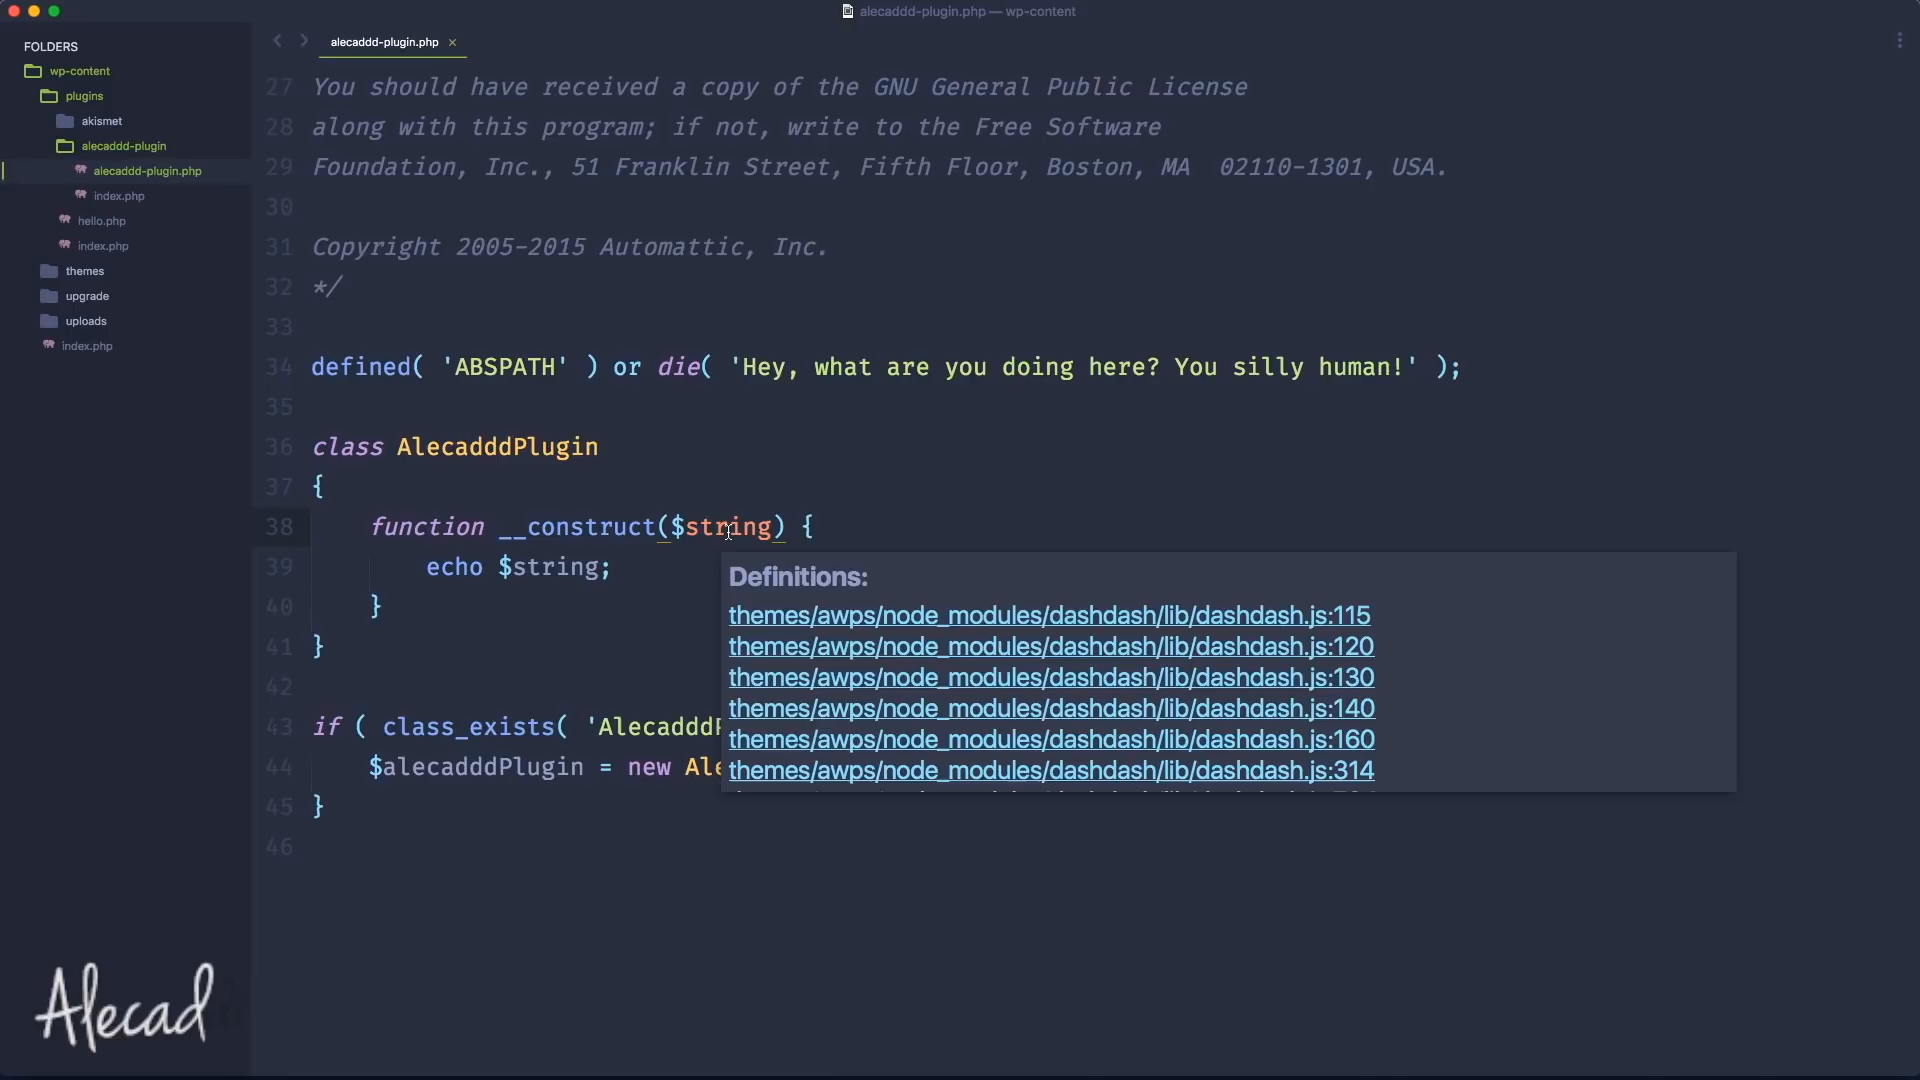 alecaddd-plugin.php — wp-content
FOLDERS
wp-content
plugins
akismet
alecaddd-plugin
alecaddd-plugin.php
index.php
hello.php
index.php
themes
upgrade
uploads
index.php
alecaddd-plugin.php ×
27 You should have received a copy of the GNU General Public License
28 along with this program; if not, write to the Free Software
29 Foundation, Inc., 51 Franklin Street, Fifth Floor, Boston, MA  02110-1301, USA.
30
31 Copyright 2005-2015 Automattic, Inc.
32 */
33
34 defined( 'ABSPATH' ) or die( 'Hey, what are you doing here? You silly human!' );
35
36 class AlecadddPlugin
37 {
38 function __construct($string) {
39 echo $string;
40 }
41 }
42
43 if ( class_exists( 'AlecadddP
44 $alecadddPlugin = new Ale
45 }
46
Definitions:
themes/awps/node_modules/dashdash/lib/dashdash.js:115
themes/awps/node_modules/dashdash/lib/dashdash.js:120
themes/awps/node_modules/dashdash/lib/dashdash.js:130
themes/awps/node_modules/dashdash/lib/dashdash.js:140
themes/awps/node_modules/dashdash/lib/dashdash.js:160
themes/awps/node_modules/dashdash/lib/dashdash.js:314
Alecad